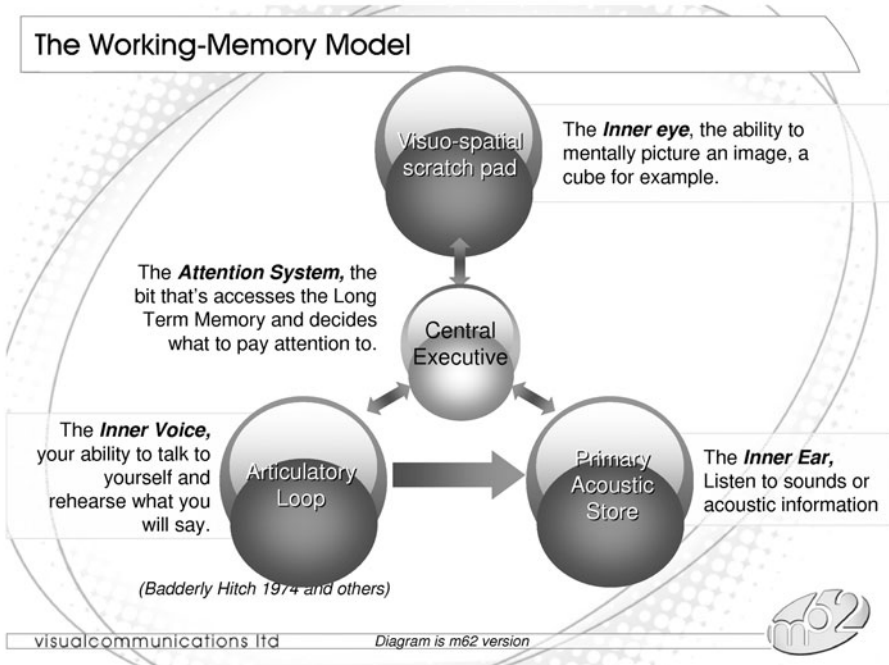 The Working-Memory Model
Visuo-spatial
scratch pad
The Inner eye, the ability to
mentally picture an image, a
cube for example.
The Attention System, the
bit that's accesses the Long
Term Memory and decides
what to pay attention to.
Central
Executive
The Inner Voice,
your ability to talk to
yourself and
rehearse what you
will say.
Articulatory
Loop
Primary
Acoustic
Store
The Inner Ear,
Listen to sounds or
acoustic information
(Badderly Hitch 1974 and others)
visualcommunications ltd
Diagram is m62 version
m62